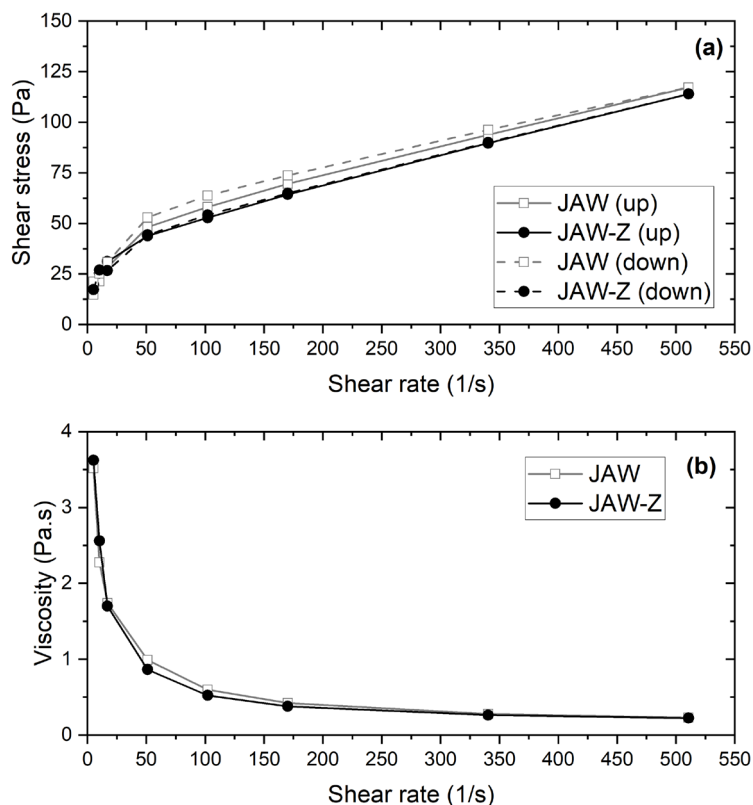 150
125
100
75
50
25
0
Shear stress (Pa)
(a)
JAW (up)
JAW-Z (up)
JAW (down)
JAW-Z (down)
0 50 100 150 200 250 300 350 400 450 500 550
Shear rate (1/s)
4
3
2
1
0
Viscosity (Pa.s)
(b)
JAW
JAW-Z
0 50 100 150 200 250 300 350 400 450 500 550
Shear rate (1/s)